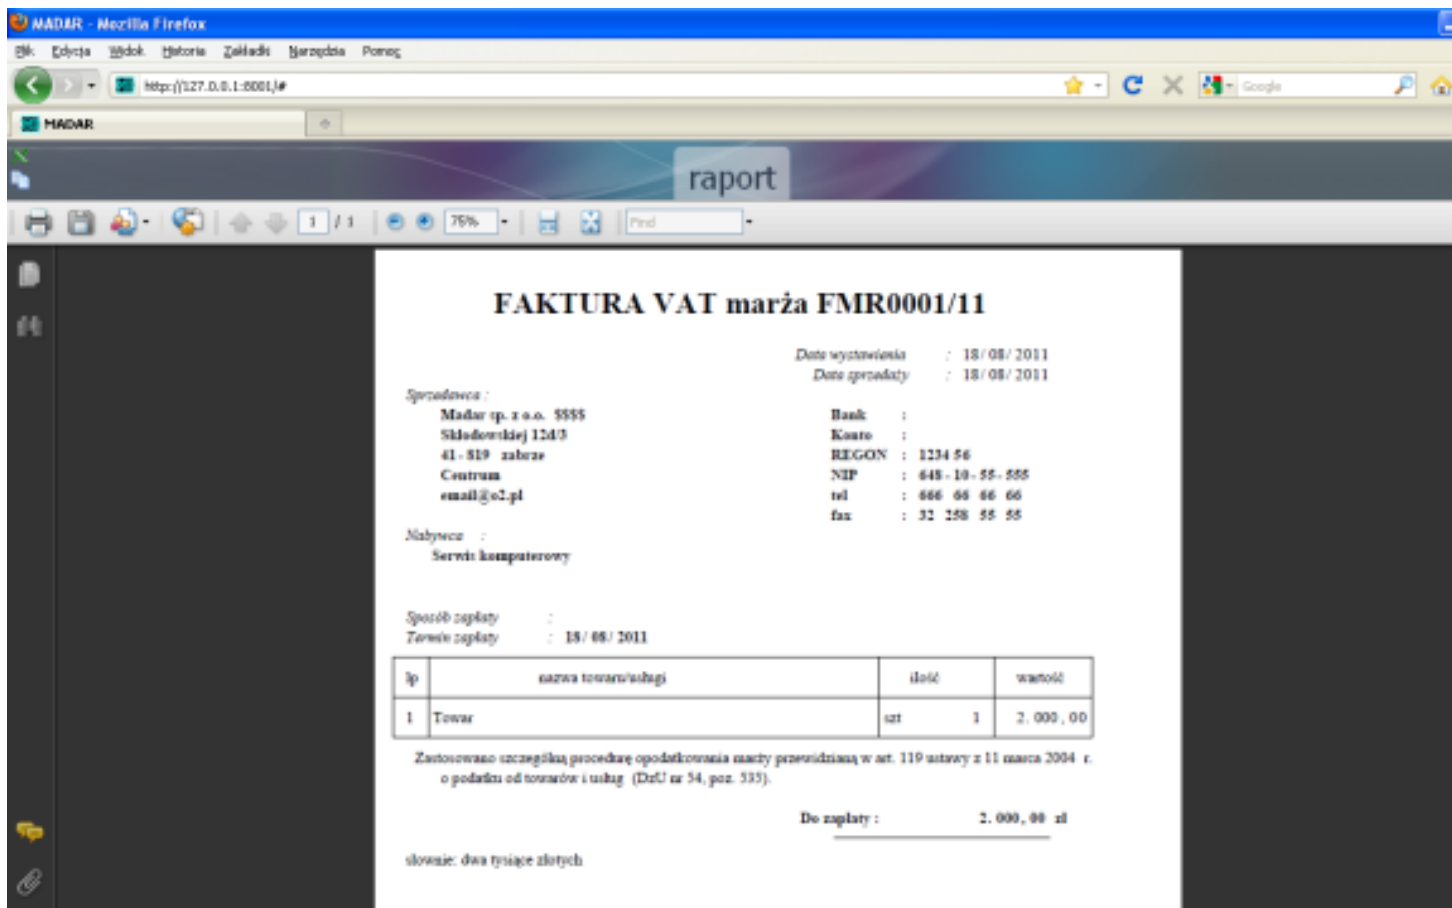 MADAR - Mozilla Firefox
Plik Edycja Widok Historia Zakładki Narzędzia Pomoc
http://127.0.0.1:8001/# Google
MADAR
raport
1 / 1 75% Find
FAKTURA VAT marża FMR0001/11
Data wystawienia : 18/08/2011
Data sprzedaży : 18/08/2011
Sprzedawca :
Madar sp. z o.o. $$$$ Bank :
Skłodowskiej 12d/3 Konto :
41-819 zabrze REGON : 1234 56
Centrum NIP : 648-10-55-555
email@o2.pl tel : 666 66 66 66
fax : 32 258 55 55
Nabywca :
Serwis komputerowy
Sposób zapłaty :
Termin zapłaty : 18/08/2011
lp nazwa towaru/usługi ilość wartość
1 Towar szt 1 2.000,00
Zastosowano szczególną procedurę opodatkowania marży przewidzianą w art. 119 ustawy z 11 marca 2004 r.
o podatku od towarów i usług (DzU nr 54, poz. 535).
Do zapłaty : 2.000,00 zł
słownie: dwa tysiące złotych